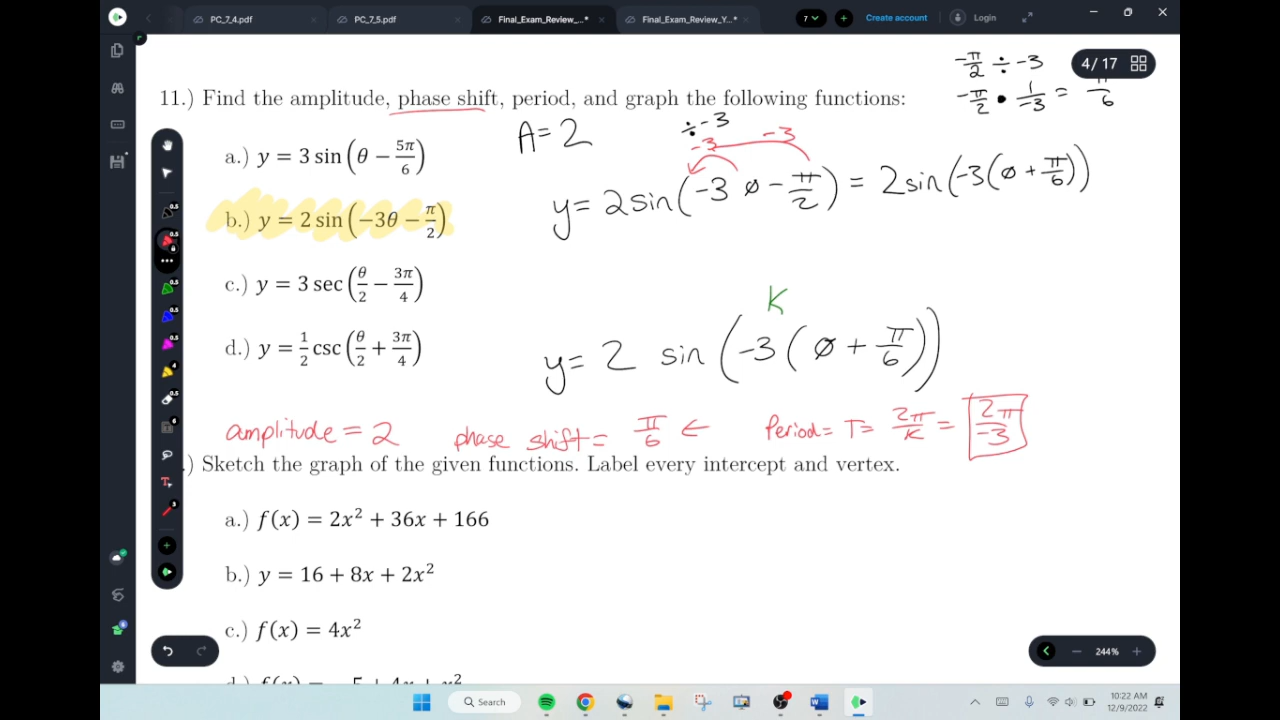 PC_7_4.pdf × PC_7_5.pdf × Final_Exam_Review_...* × Final_Exam_Review_Y...* × 7 Create account Login
4/17
-π/2 ÷ -3
-π/2 • 1/-3 = π/6
11.) Find the amplitude, phase shift, period, and graph the following functions:
A=2
÷-3
-3 -3
a.) y = 3 sin(θ − 5π/6)
y= 2sin(-3 ø - π/2) = 2sin(-3(ø + π/6))
b.) y = 2 sin(−3θ − π/2)
c.) y = 3 sec(θ/2 − 3π/4)
K
d.) y = 1/2 csc(θ/2 + 3π/4)
y= 2 sin(-3(ø + π/6))
amplitude = 2 phase shift = π/6 ← Period= T= 2π/K = 2π/-3
.) Sketch the graph of the given functions. Label every intercept and vertex.
a.) f(x) = 2x² + 36x + 166
b.) y = 16 + 8x + 2x²
c.) f(x) = 4x²
244%
Search
10:22 AM
12/9/2022